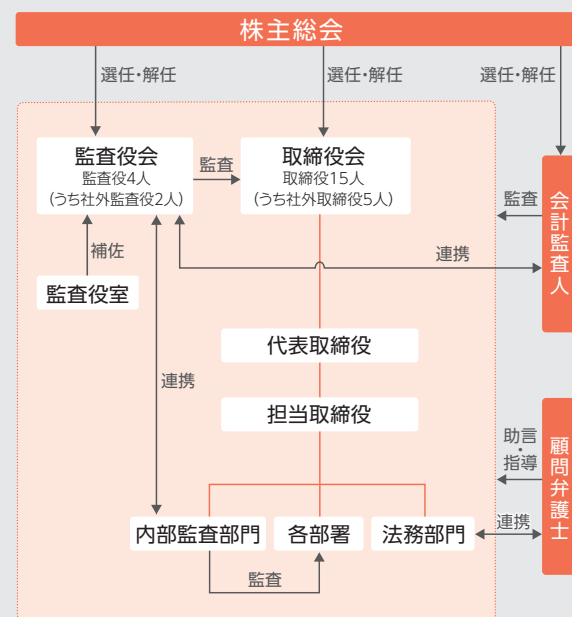 株主総会
選任・解任
選任・解任
選任・解任
監査役会
監査役4人
(うち社外監査役2人)
監査
取締役会
取締役15人
(うち社外取締役5人)
監査
会計監査人
補佐
連携
監査役室
代表取締役
連携
担当取締役
助言
・
指導
顧問弁護士
連携
内部監査部門
各部署
法務部門
監査